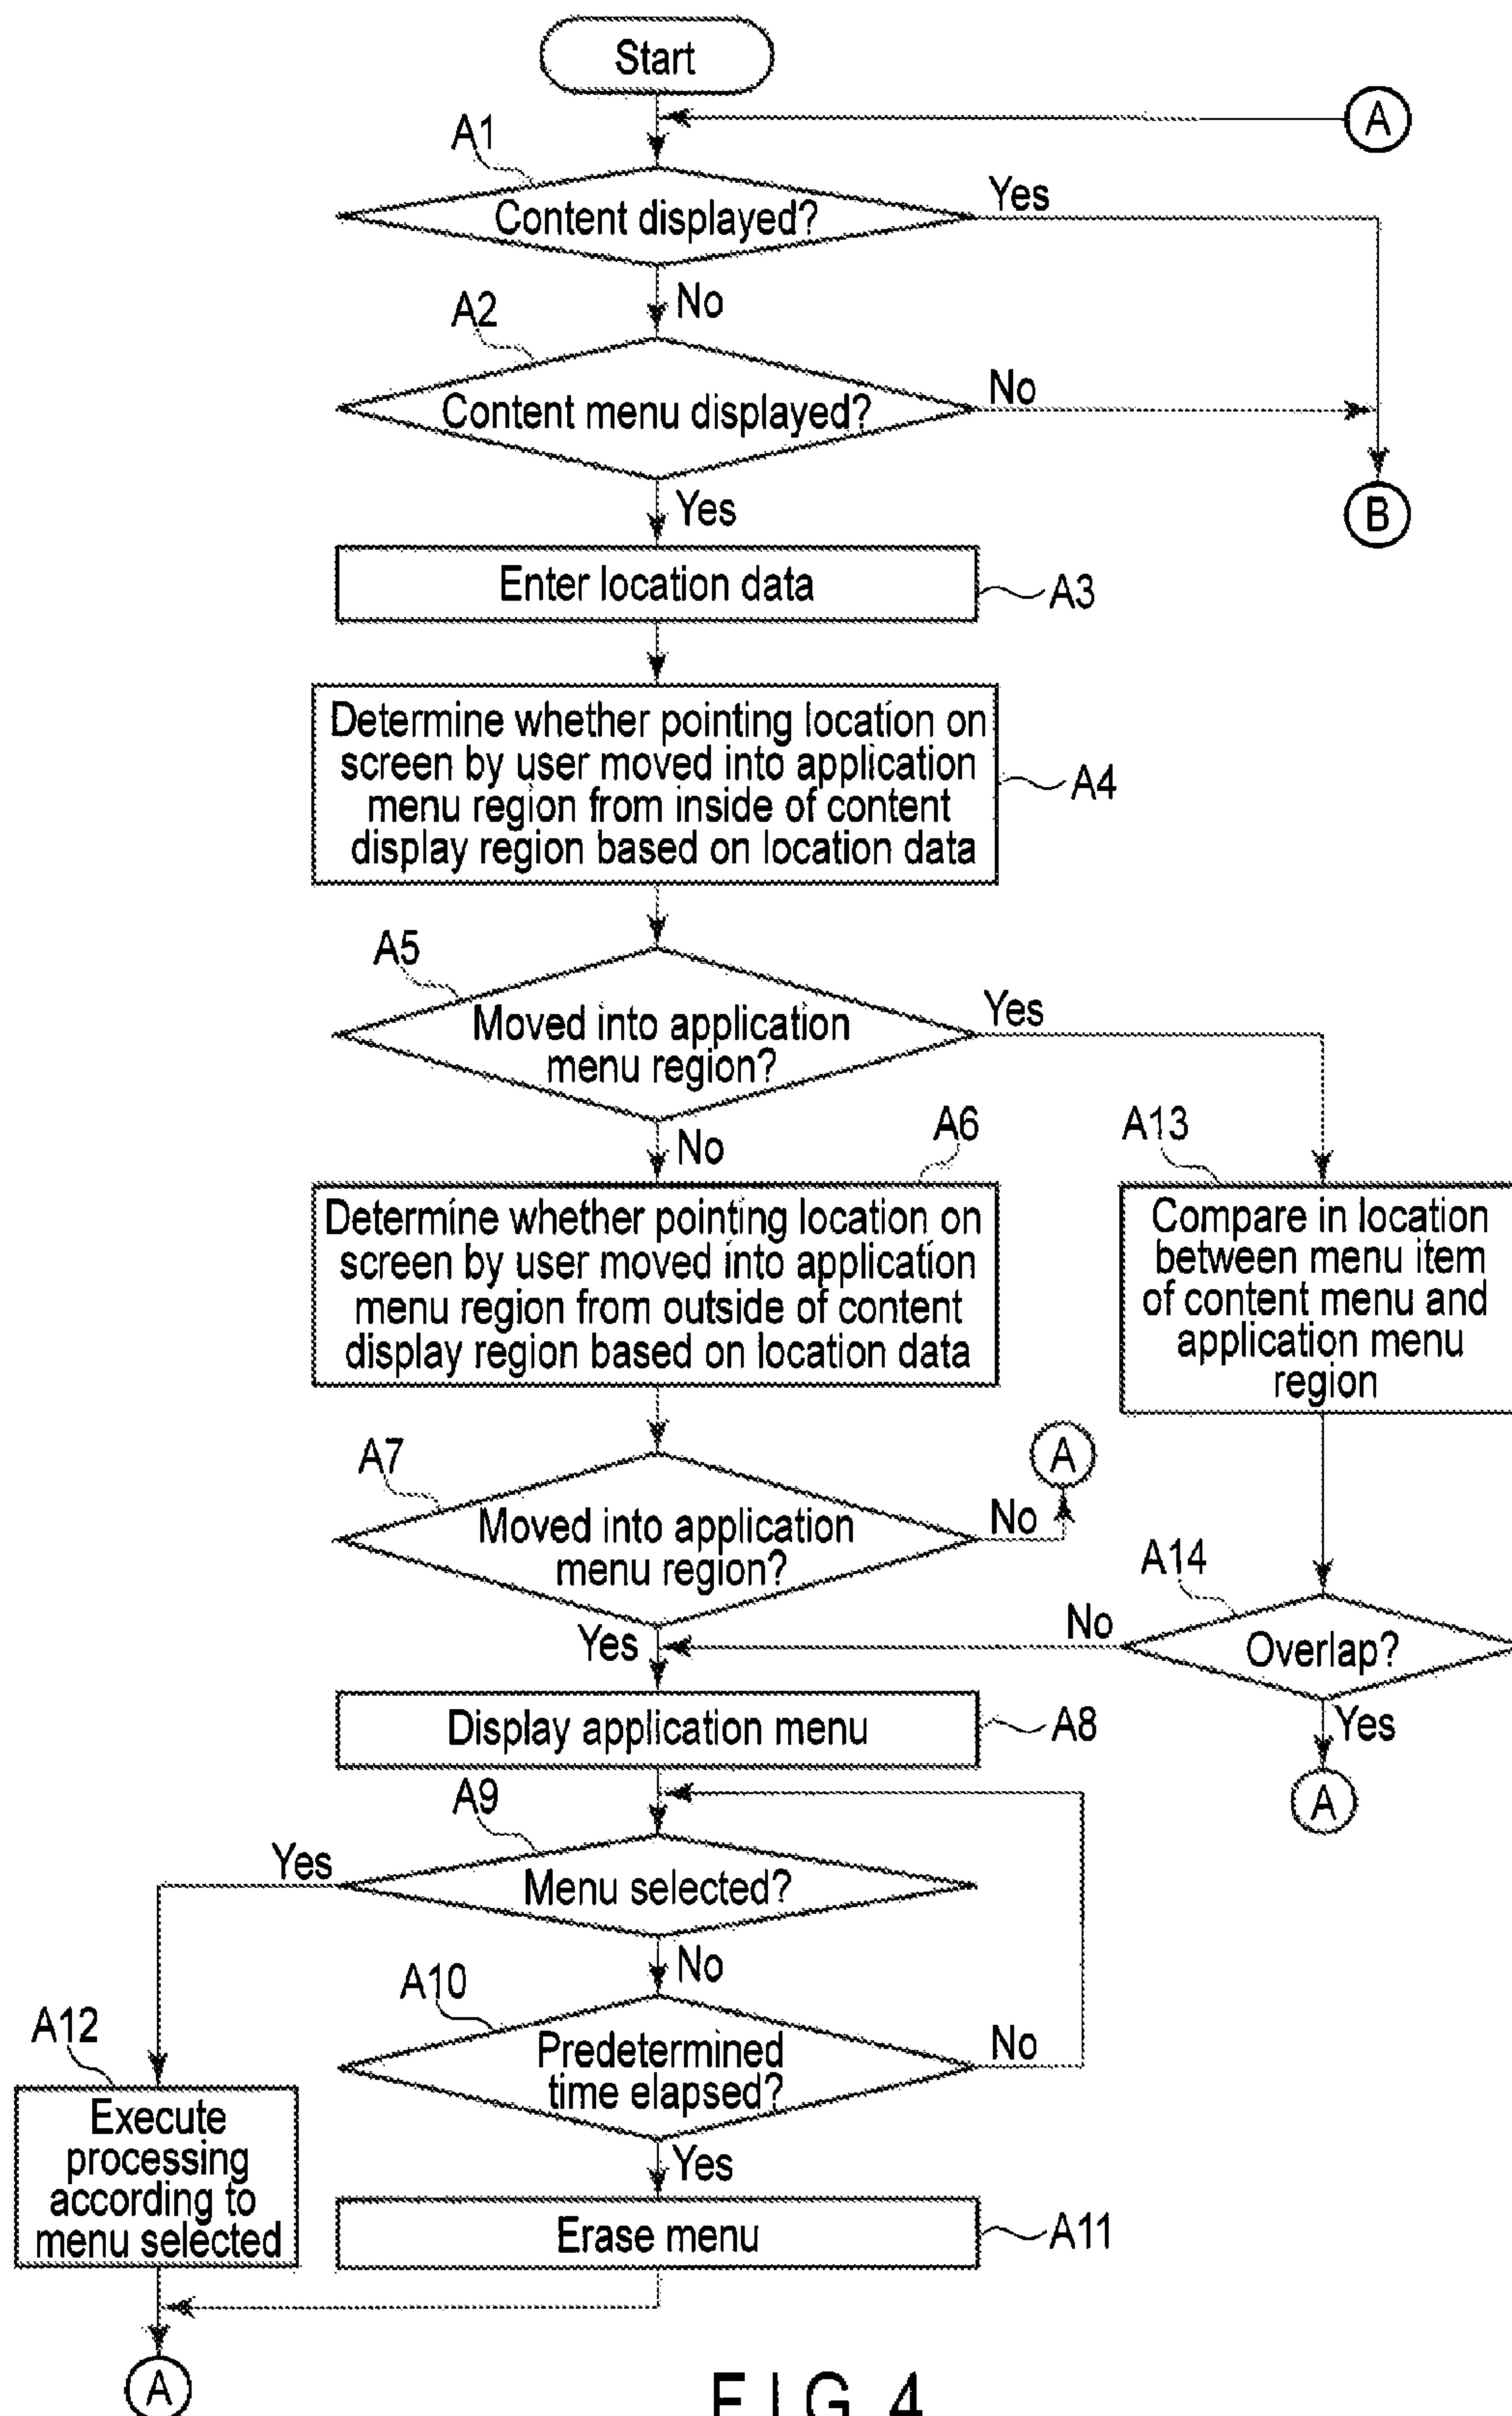 Start
A
A1
Content displayed?
Yes
No
A2
Content menu displayed?
No
B
Yes
Enter location data
A3
Determine whether pointing location on
screen by user moved into application
menu region from inside of content
display region based on location data
A4
A5
Moved into application
menu region?
Yes
No
A6
Determine whether pointing location on
screen by user moved into application
menu region from outside of content
display region based on location data
A13
Compare in location
between menu item
of content menu and
application menu
region
A7
Moved into application
menu region?
No
A
Yes
A14
Overlap?
No
Yes
A
Display application menu
A8
A9
Menu selected?
Yes
No
A10
Predetermined
time elapsed?
No
Yes
A12
Execute
processing
according to
menu selected
Erase menu
A11
A
FIG. 4